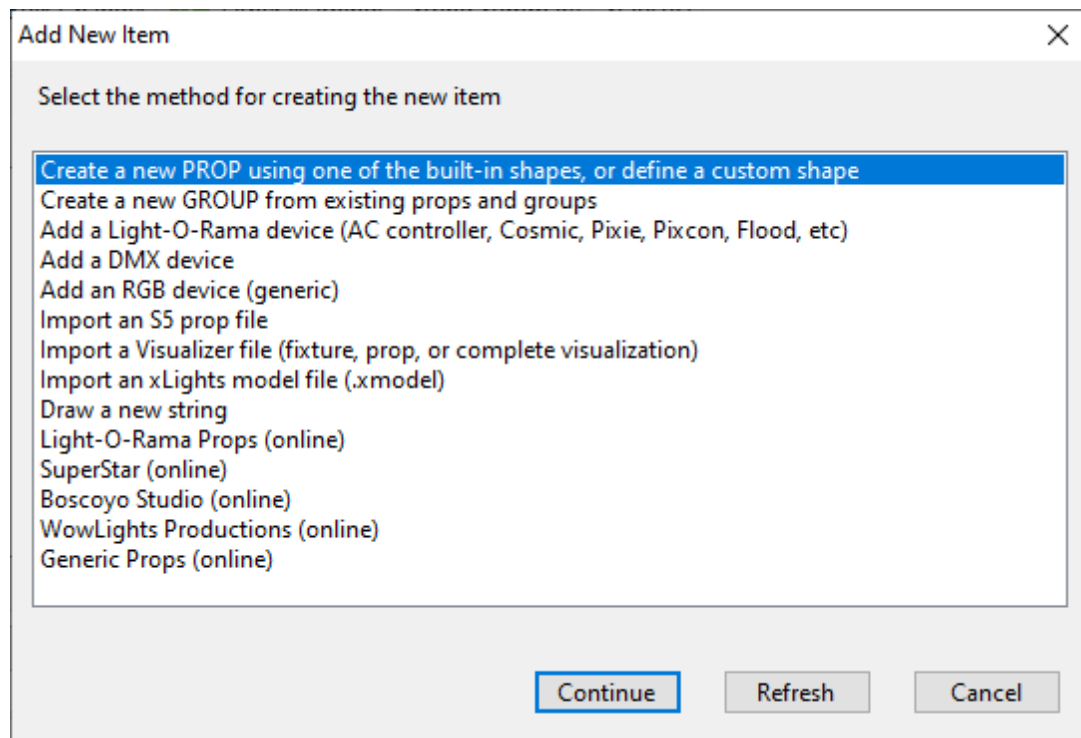 Add New Item
Select the method for creating the new item
Create a new PROP using one of the built-in shapes, or define a custom shape
Create a new GROUP from existing props and groups
Add a Light-O-Rama device (AC controller, Cosmic, Pixie, Pixcon, Flood, etc)
Add a DMX device
Add an RGB device (generic)
Import an S5 prop file
Import a Visualizer file (fixture, prop, or complete visualization)
Import an xLights model file (.xmodel)
Draw a new string
Light-O-Rama Props (online)
SuperStar (online)
Boscoyo Studio (online)
WowLights Productions (online)
Generic Props (online)
Continue Refresh Cancel